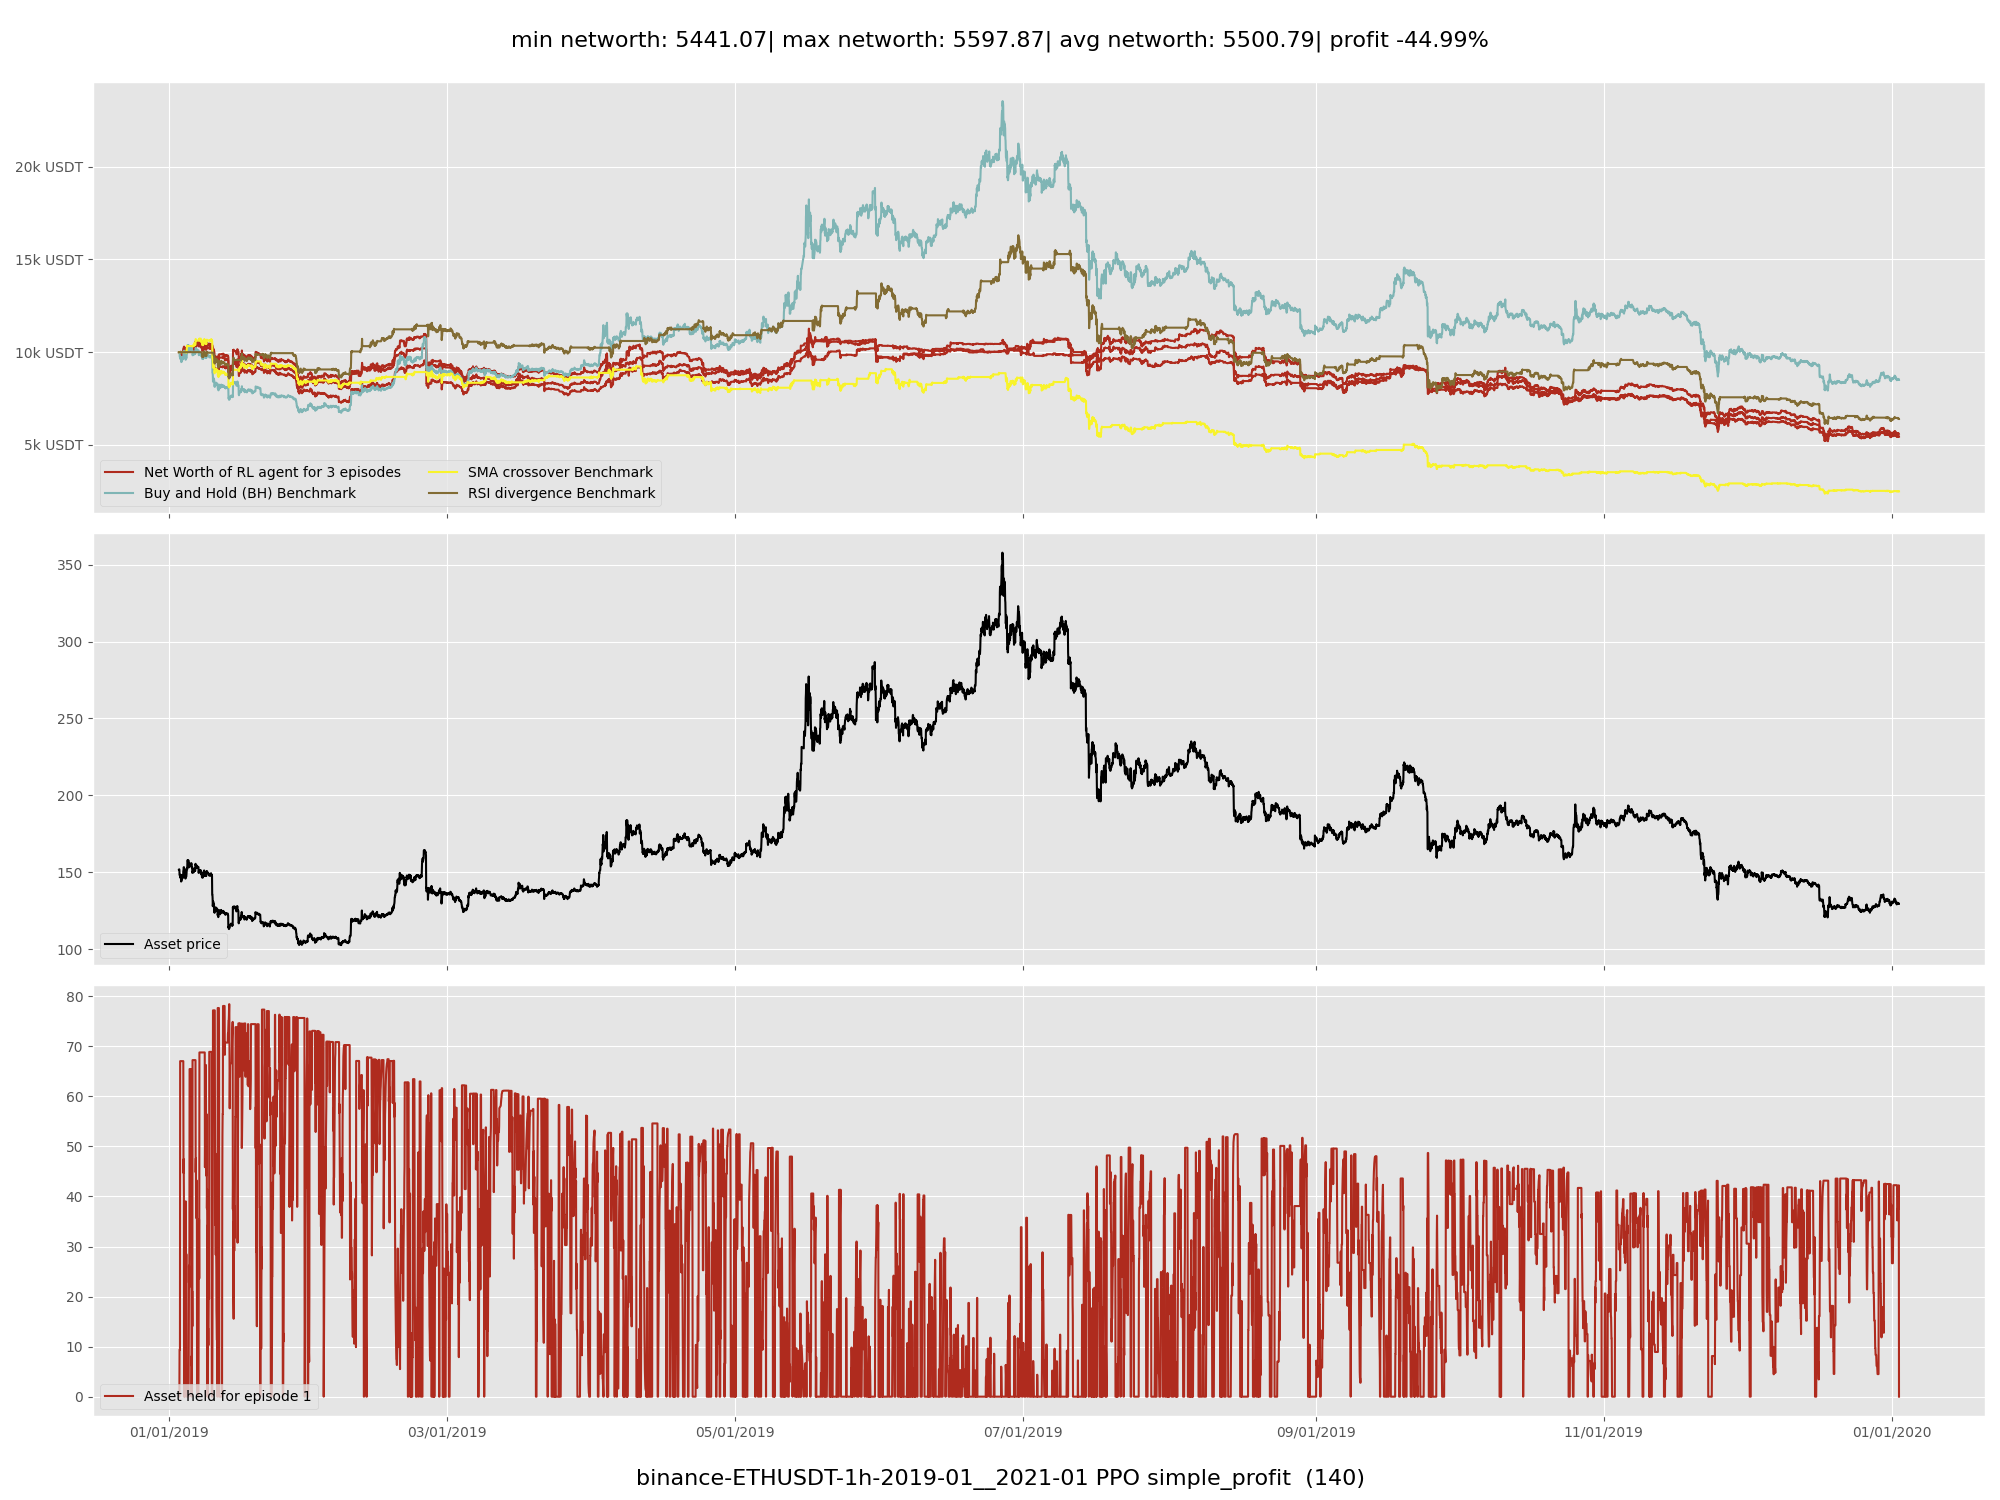 min networth: 5441.07| max networth: 5597.87| avg networth: 5500.79| profit -44.99%
20k USDT
15k USDT
10k USDT
5k USDT
Net Worth of RL agent for 3 episodes
Buy and Hold (BH) Benchmark
SMA crossover Benchmark
RSI divergence Benchmark
350
300
250
200
150
100
Asset price
80
70
60
50
40
30
20
10
0
Asset held for episode 1
01/01/2019 03/01/2019 05/01/2019 07/01/2019 09/01/2019 11/01/2019 01/01/2020
binance-ETHUSDT-1h-2019-01__2021-01 PPO simple_profit (140)